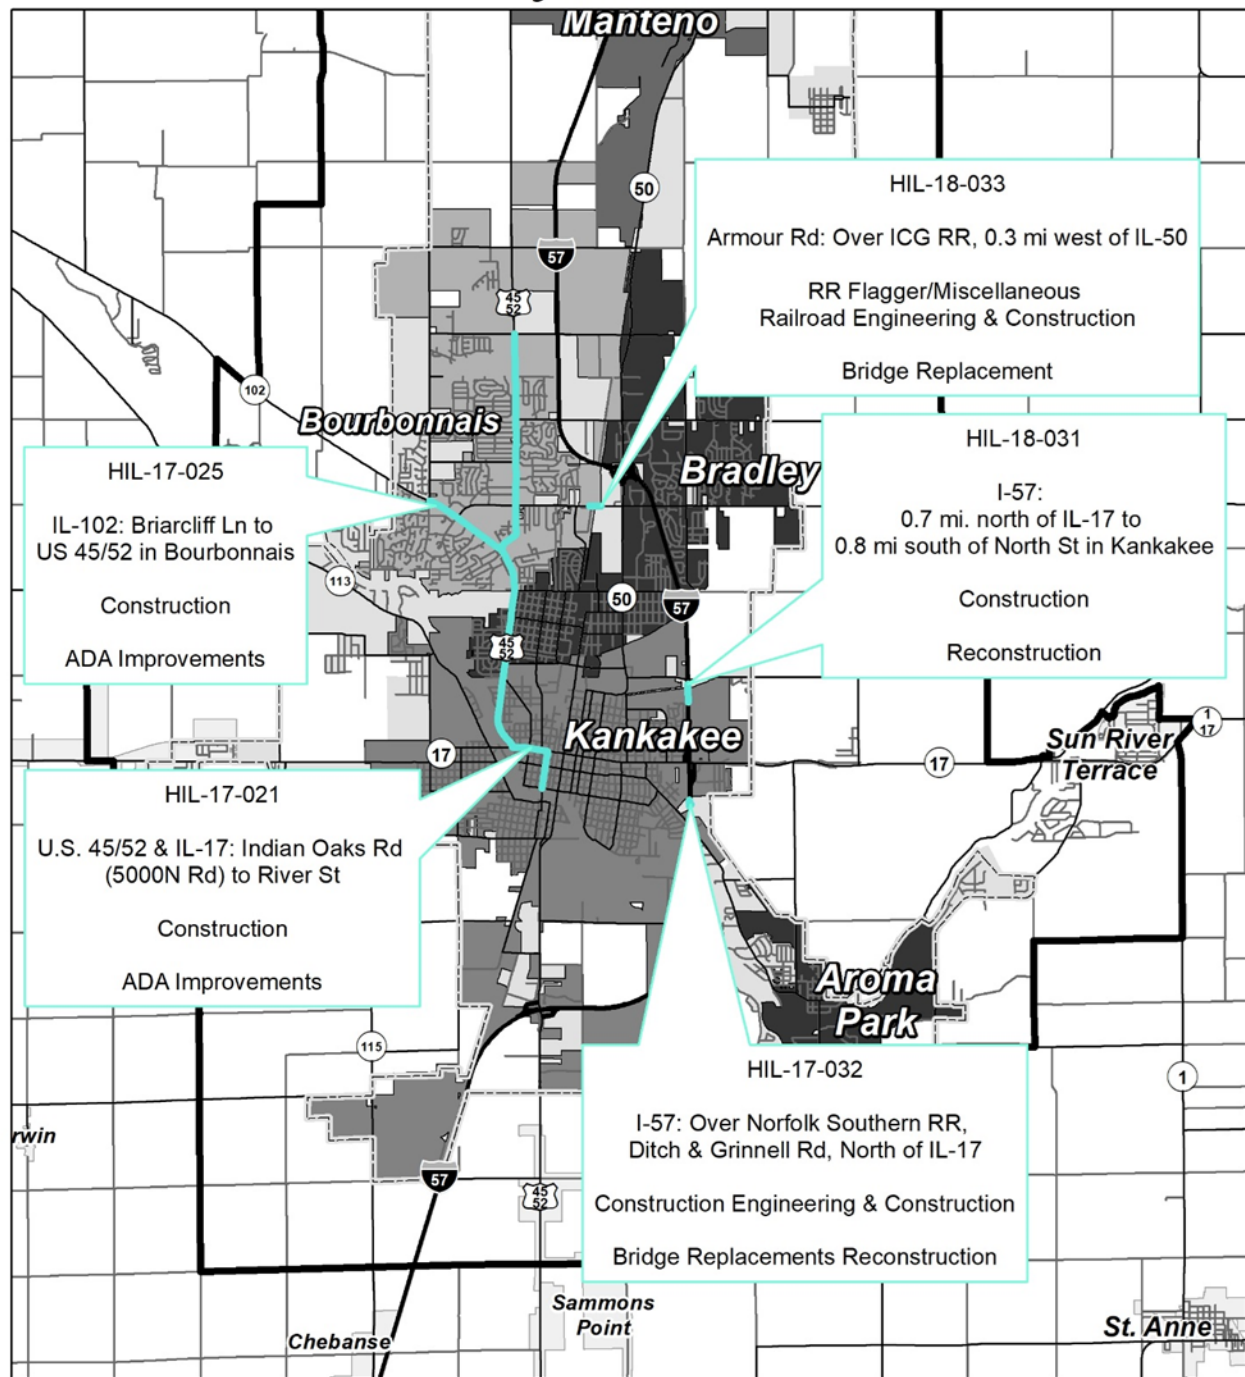 Manteno
50
57
45
52
HIL-18-033
Armour Rd: Over ICG RR, 0.3 mi west of IL-50
RR Flagger/Miscellaneous
Railroad Engineering & Construction
Bridge Replacement
102
Bourbonnais
Bradley
HIL-17-025
IL-102: Briarcliff Ln to
US 45/52 in Bourbonnais
Construction
ADA Improvements
HIL-18-031
I-57:
0.7 mi. north of IL-17 to
0.8 mi south of North St in Kankakee
Construction
Reconstruction
113
50
57
45
52
Kankakee
17
17
1
17
Sun River
Terrace
HIL-17-021
U.S. 45/52 & IL-17: Indian Oaks Rd
(5000N Rd) to River St
Construction
ADA Improvements
Aroma
Park
115
1
HIL-17-032
I-57: Over Norfolk Southern RR,
Ditch & Grinnell Rd, North of IL-17
Construction Engineering & Construction
Bridge Replacements Reconstruction
rwin
57
45
52
Sammons
Point
Chebanse
St. Anne